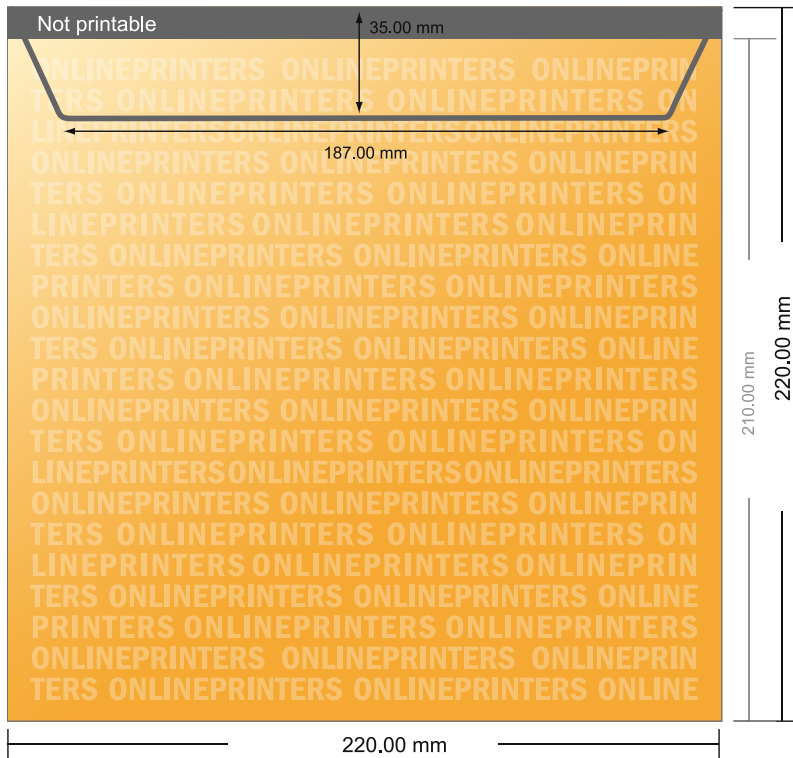 Not printable
35.00 mm
ONLINEPRINTERS ONLINEPRINTERS ONLINEPRIN
TERS ONLINEPRINTERS ONLINEPRINTERS ON
LINEPRINTERSONLINEPRINTERSONLINEPRINTERS
187.00 mm
ONLINEPRINTERS ONLINEPRINTERS ONLINEPRIN
TERS ONLINEPRINTERS ONLINEPRINTERS ON
LINEPRINTERS ONLINEPRINTERS ONLINEPRIN
TERS ONLINEPRINTERS ONLINEPRINTERS ONLINE
PRINTERS ONLINEPRINTERS ONLINEPRINTERS
ONLINEPRINTERS ONLINEPRINTERS ONLINEPRIN
TERS ONLINEPRINTERS ONLINEPRINTERS ONLINE
PRINTERS ONLINEPRINTERS ONLINEPRINTERS
ONLINEPRINTERS ONLINEPRINTERS ONLINEPRIN
TERS ONLINEPRINTERS ONLINEPRINTERS ON
LINEPRINTERSONLINEPRINTERSONLINEPRINTERS
ONLINEPRINTERS ONLINEPRINTERS ONLINEPRIN
TERS ONLINEPRINTERS ONLINEPRINTERS ON
LINEPRINTERS ONLINEPRINTERS ONLINEPRIN
TERS ONLINEPRINTERS ONLINEPRINTERS ONLINE
PRINTERS ONLINEPRINTERS ONLINEPRINTERS
ONLINEPRINTERS ONLINEPRINTERS ONLINEPRIN
TERS ONLINEPRINTERS ONLINEPRINTERS ONLINE
210.00 mm
220.00 mm
220.00 mm